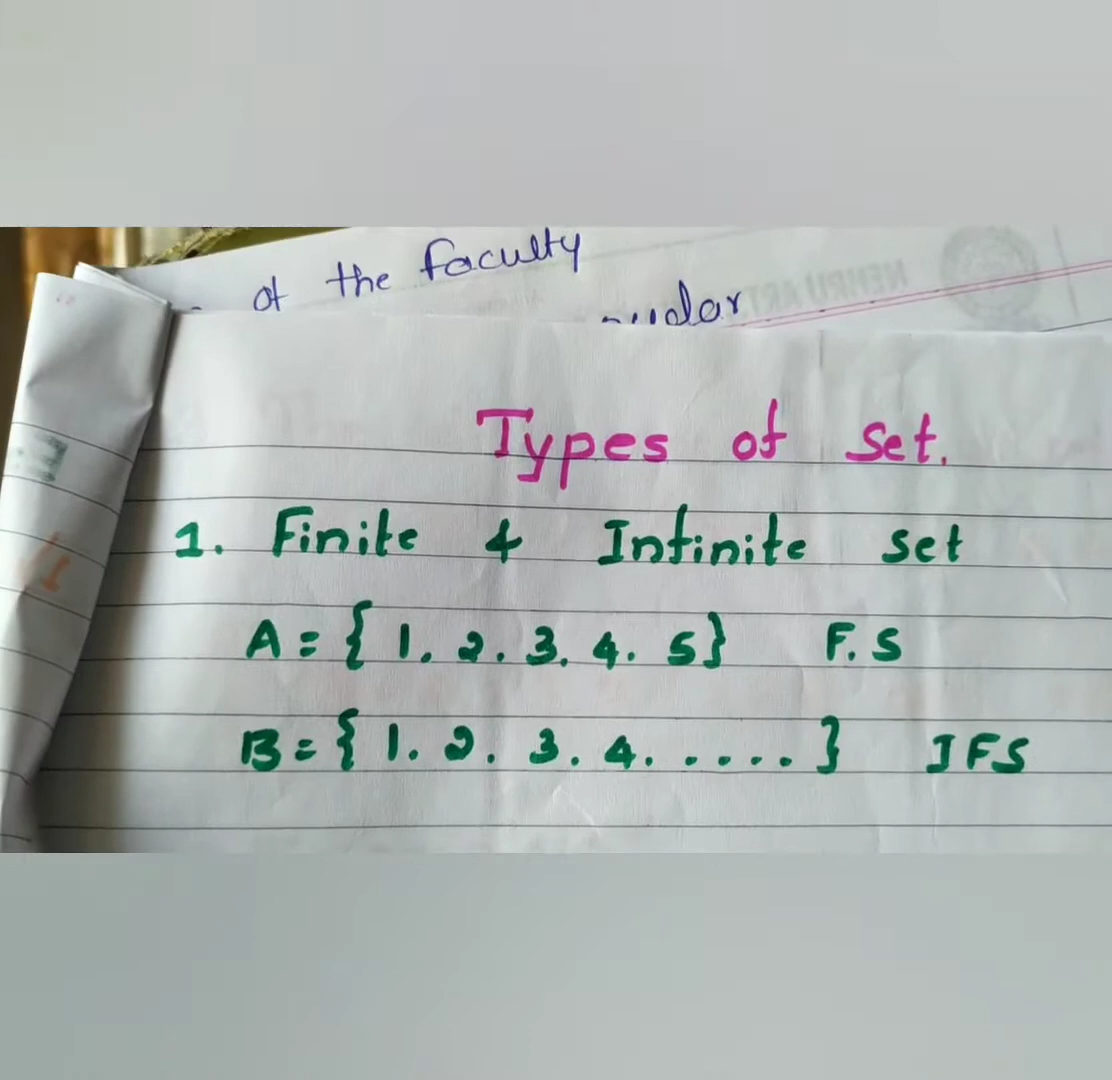 of the faculty
Types of Set.
1. Finite & Infinite set
A = { 1. 2. 3. 4. 5} F. S
B = { 1. 2. 3. 4. . . . . . } IFS